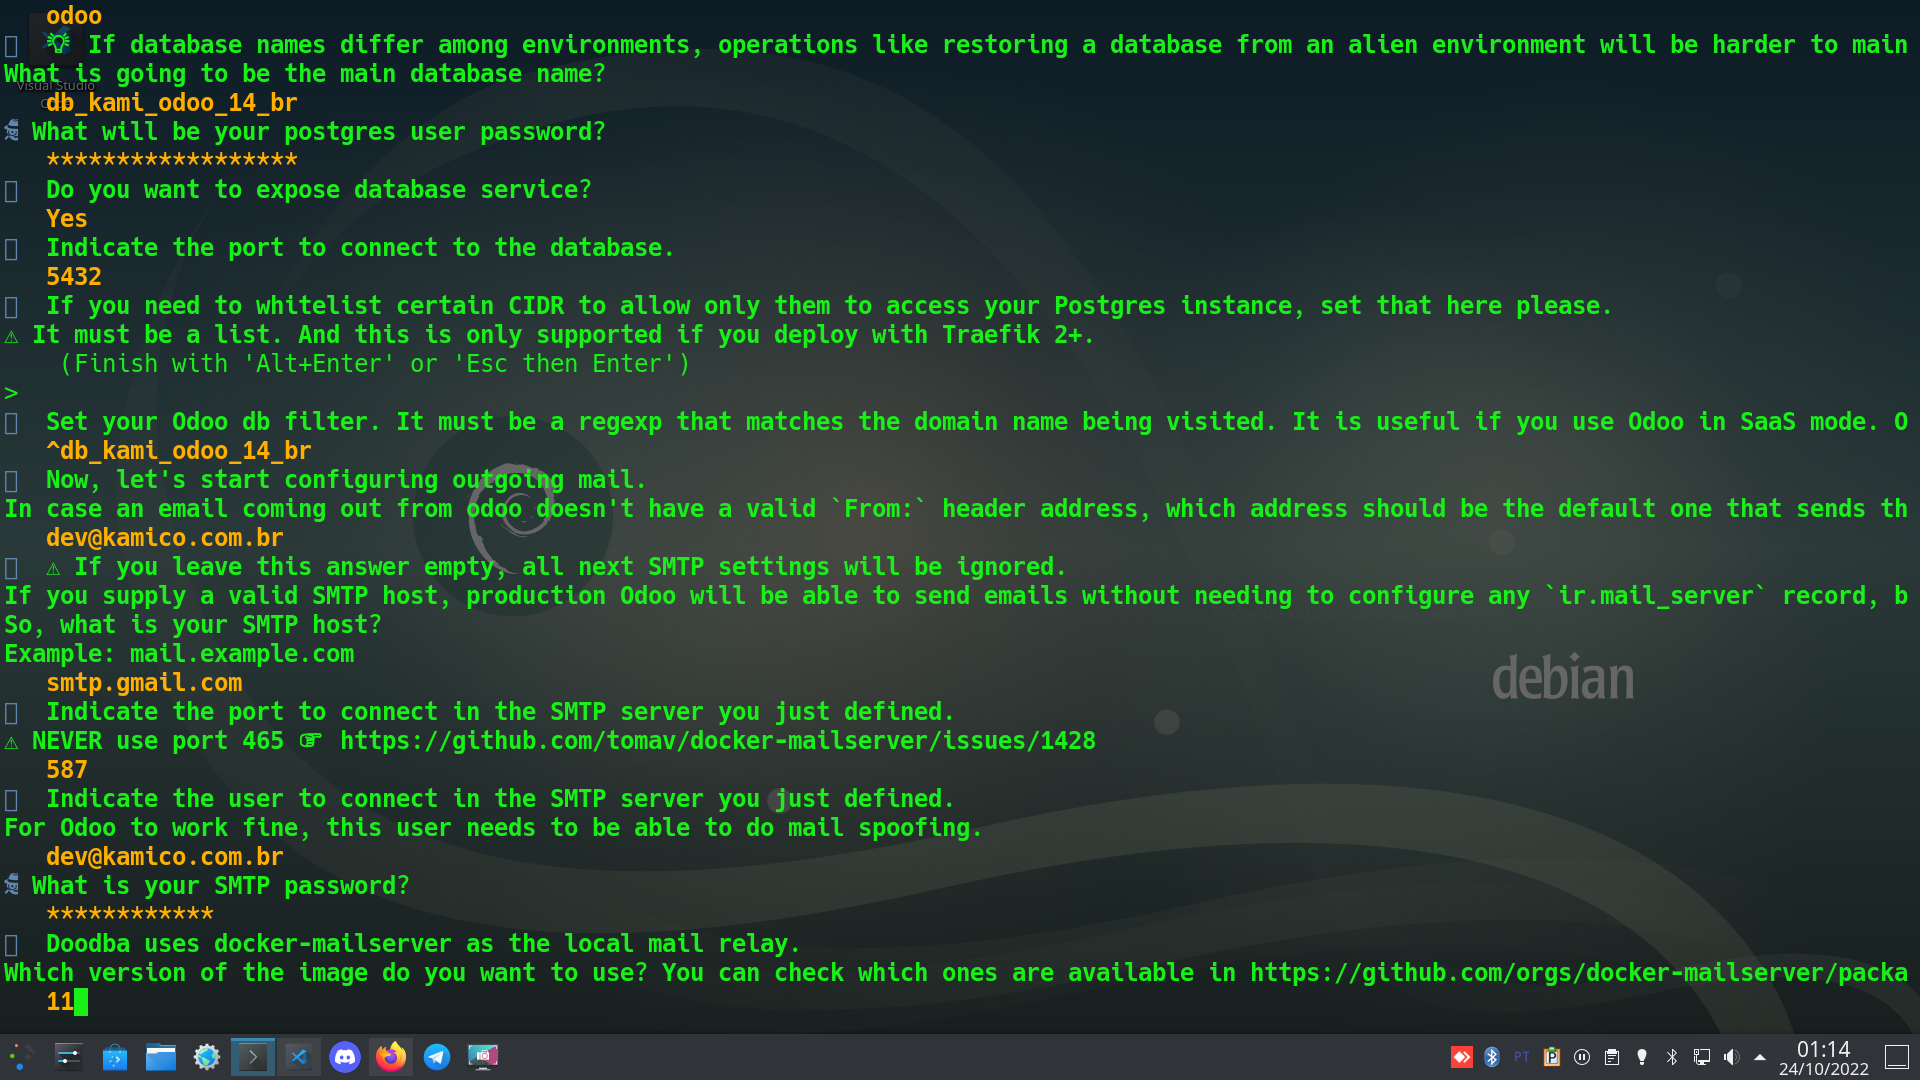 odoo
💡 If database names differ among environments, operations like restoring a database from an alien environment will be harder to main
What is going to be the main database name?
Visual Studio
db_kami_odoo_14_br
What will be your postgres user password?
******************
Do you want to expose database service?
Yes
Indicate the port to connect to the database.
5432
If you need to whitelist certain CIDR to allow only them to access your Postgres instance, set that here please.
⚠ It must be a list. And this is only supported if you deploy with Traefik 2+.
(Finish with 'Alt+Enter' or 'Esc then Enter')
>
Set your Odoo db filter. It must be a regexp that matches the domain name being visited. It is useful if you use Odoo in SaaS mode. O
^db_kami_odoo_14_br
Now, let's start configuring outgoing mail.
In case an email coming out from odoo doesn't have a valid `From:` header address, which address should be the default one that sends th
dev@kamico.com.br
⚠ If you leave this answer empty, all next SMTP settings will be ignored.
If you supply a valid SMTP host, production Odoo will be able to send emails without needing to configure any `ir.mail_server` record, b
So, what is your SMTP host?
Example: mail.example.com
smtp.gmail.com
debian
Indicate the port to connect in the SMTP server you just defined.
⚠ NEVER use port 465 ☞ https://github.com/tomav/docker-mailserver/issues/1428
587
Indicate the user to connect in the SMTP server you just defined.
For Odoo to work fine, this user needs to be able to do mail spoofing.
dev@kamico.com.br
What is your SMTP password?
************
Doodba uses docker-mailserver as the local mail relay.
Which version of the image do you want to use? You can check which ones are available in https://github.com/orgs/docker-mailserver/packa
11
PT
01:14
24/10/2022